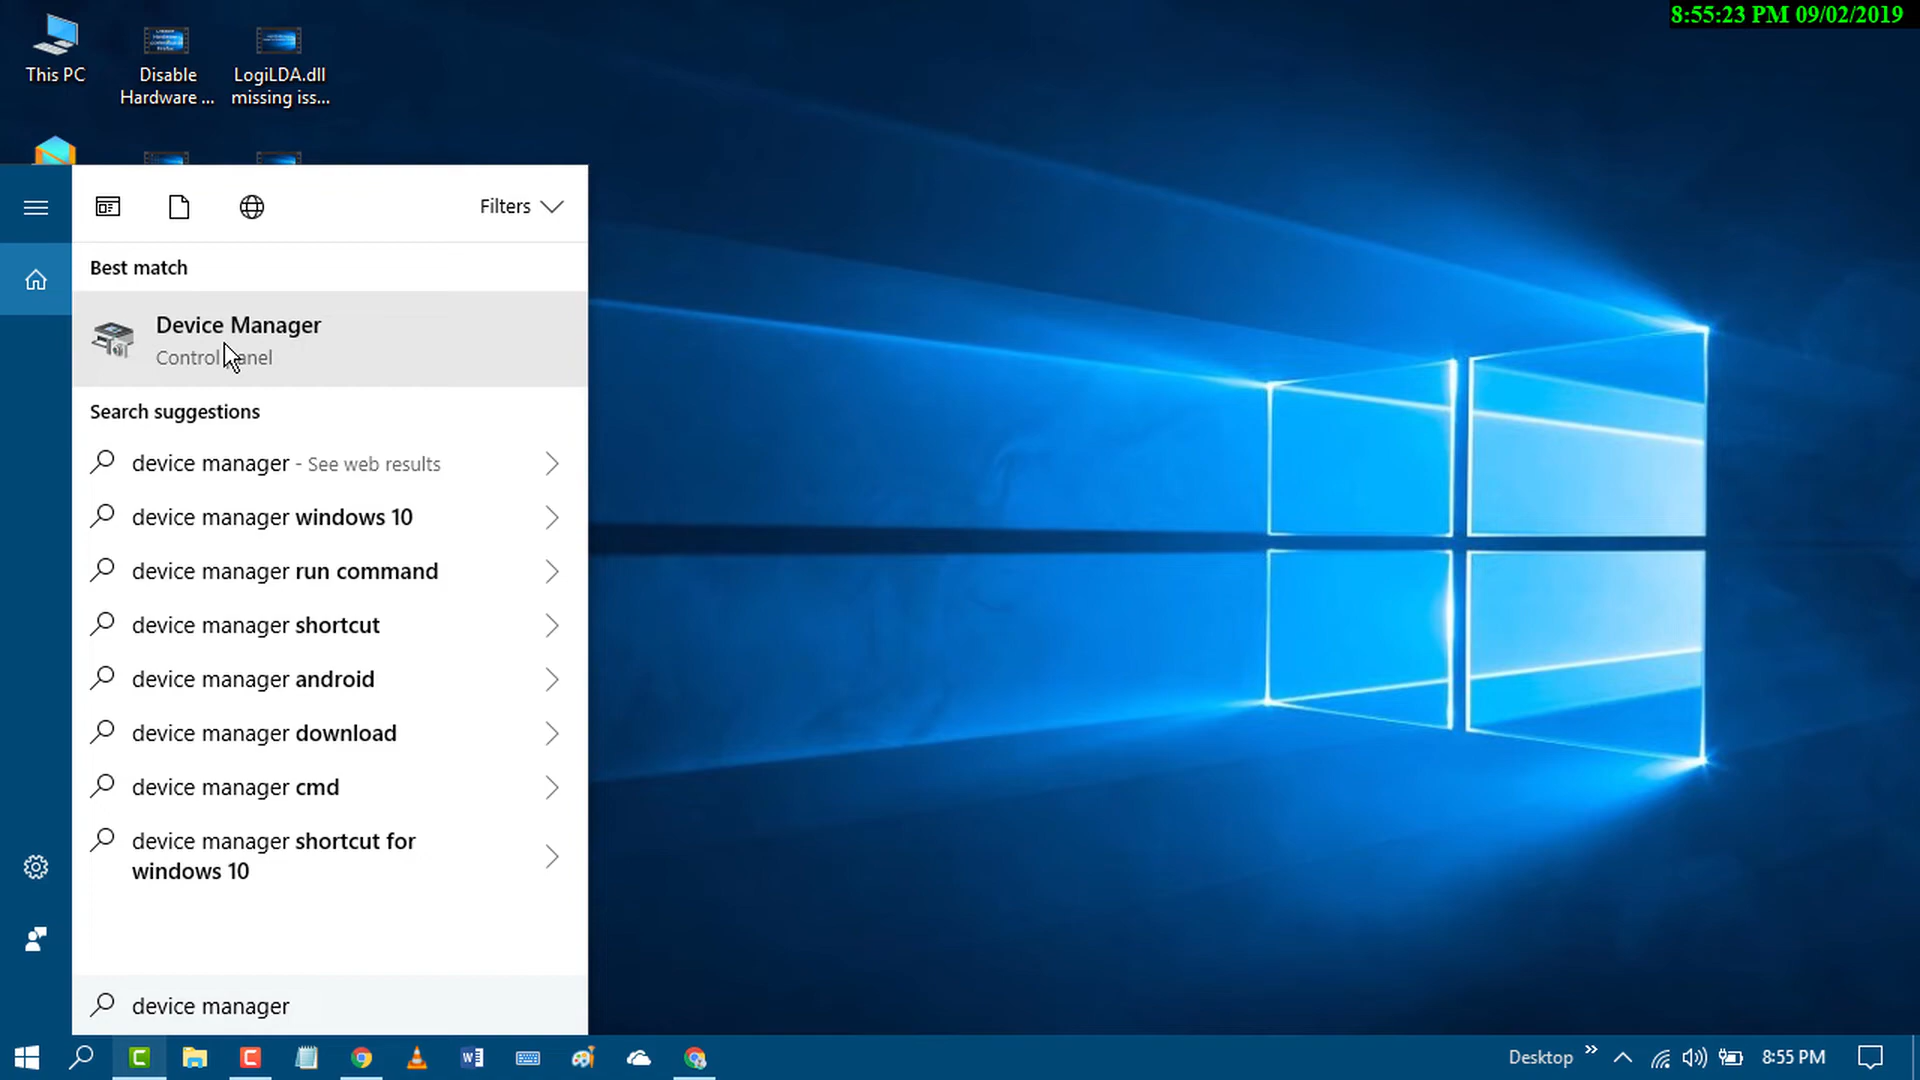 8:55:23 PM 09/02/2019
This PC
Disable
Hardware ...
LogiLDA.dll
missing iss...
Filters
Best match
Device Manager
Control Panel
Search suggestions
device manager - See web results
device manager windows 10
device manager run command
device manager shortcut
device manager android
device manager download
device manager cmd
device manager shortcut for
windows 10
device manager
Desktop
8:55 PM